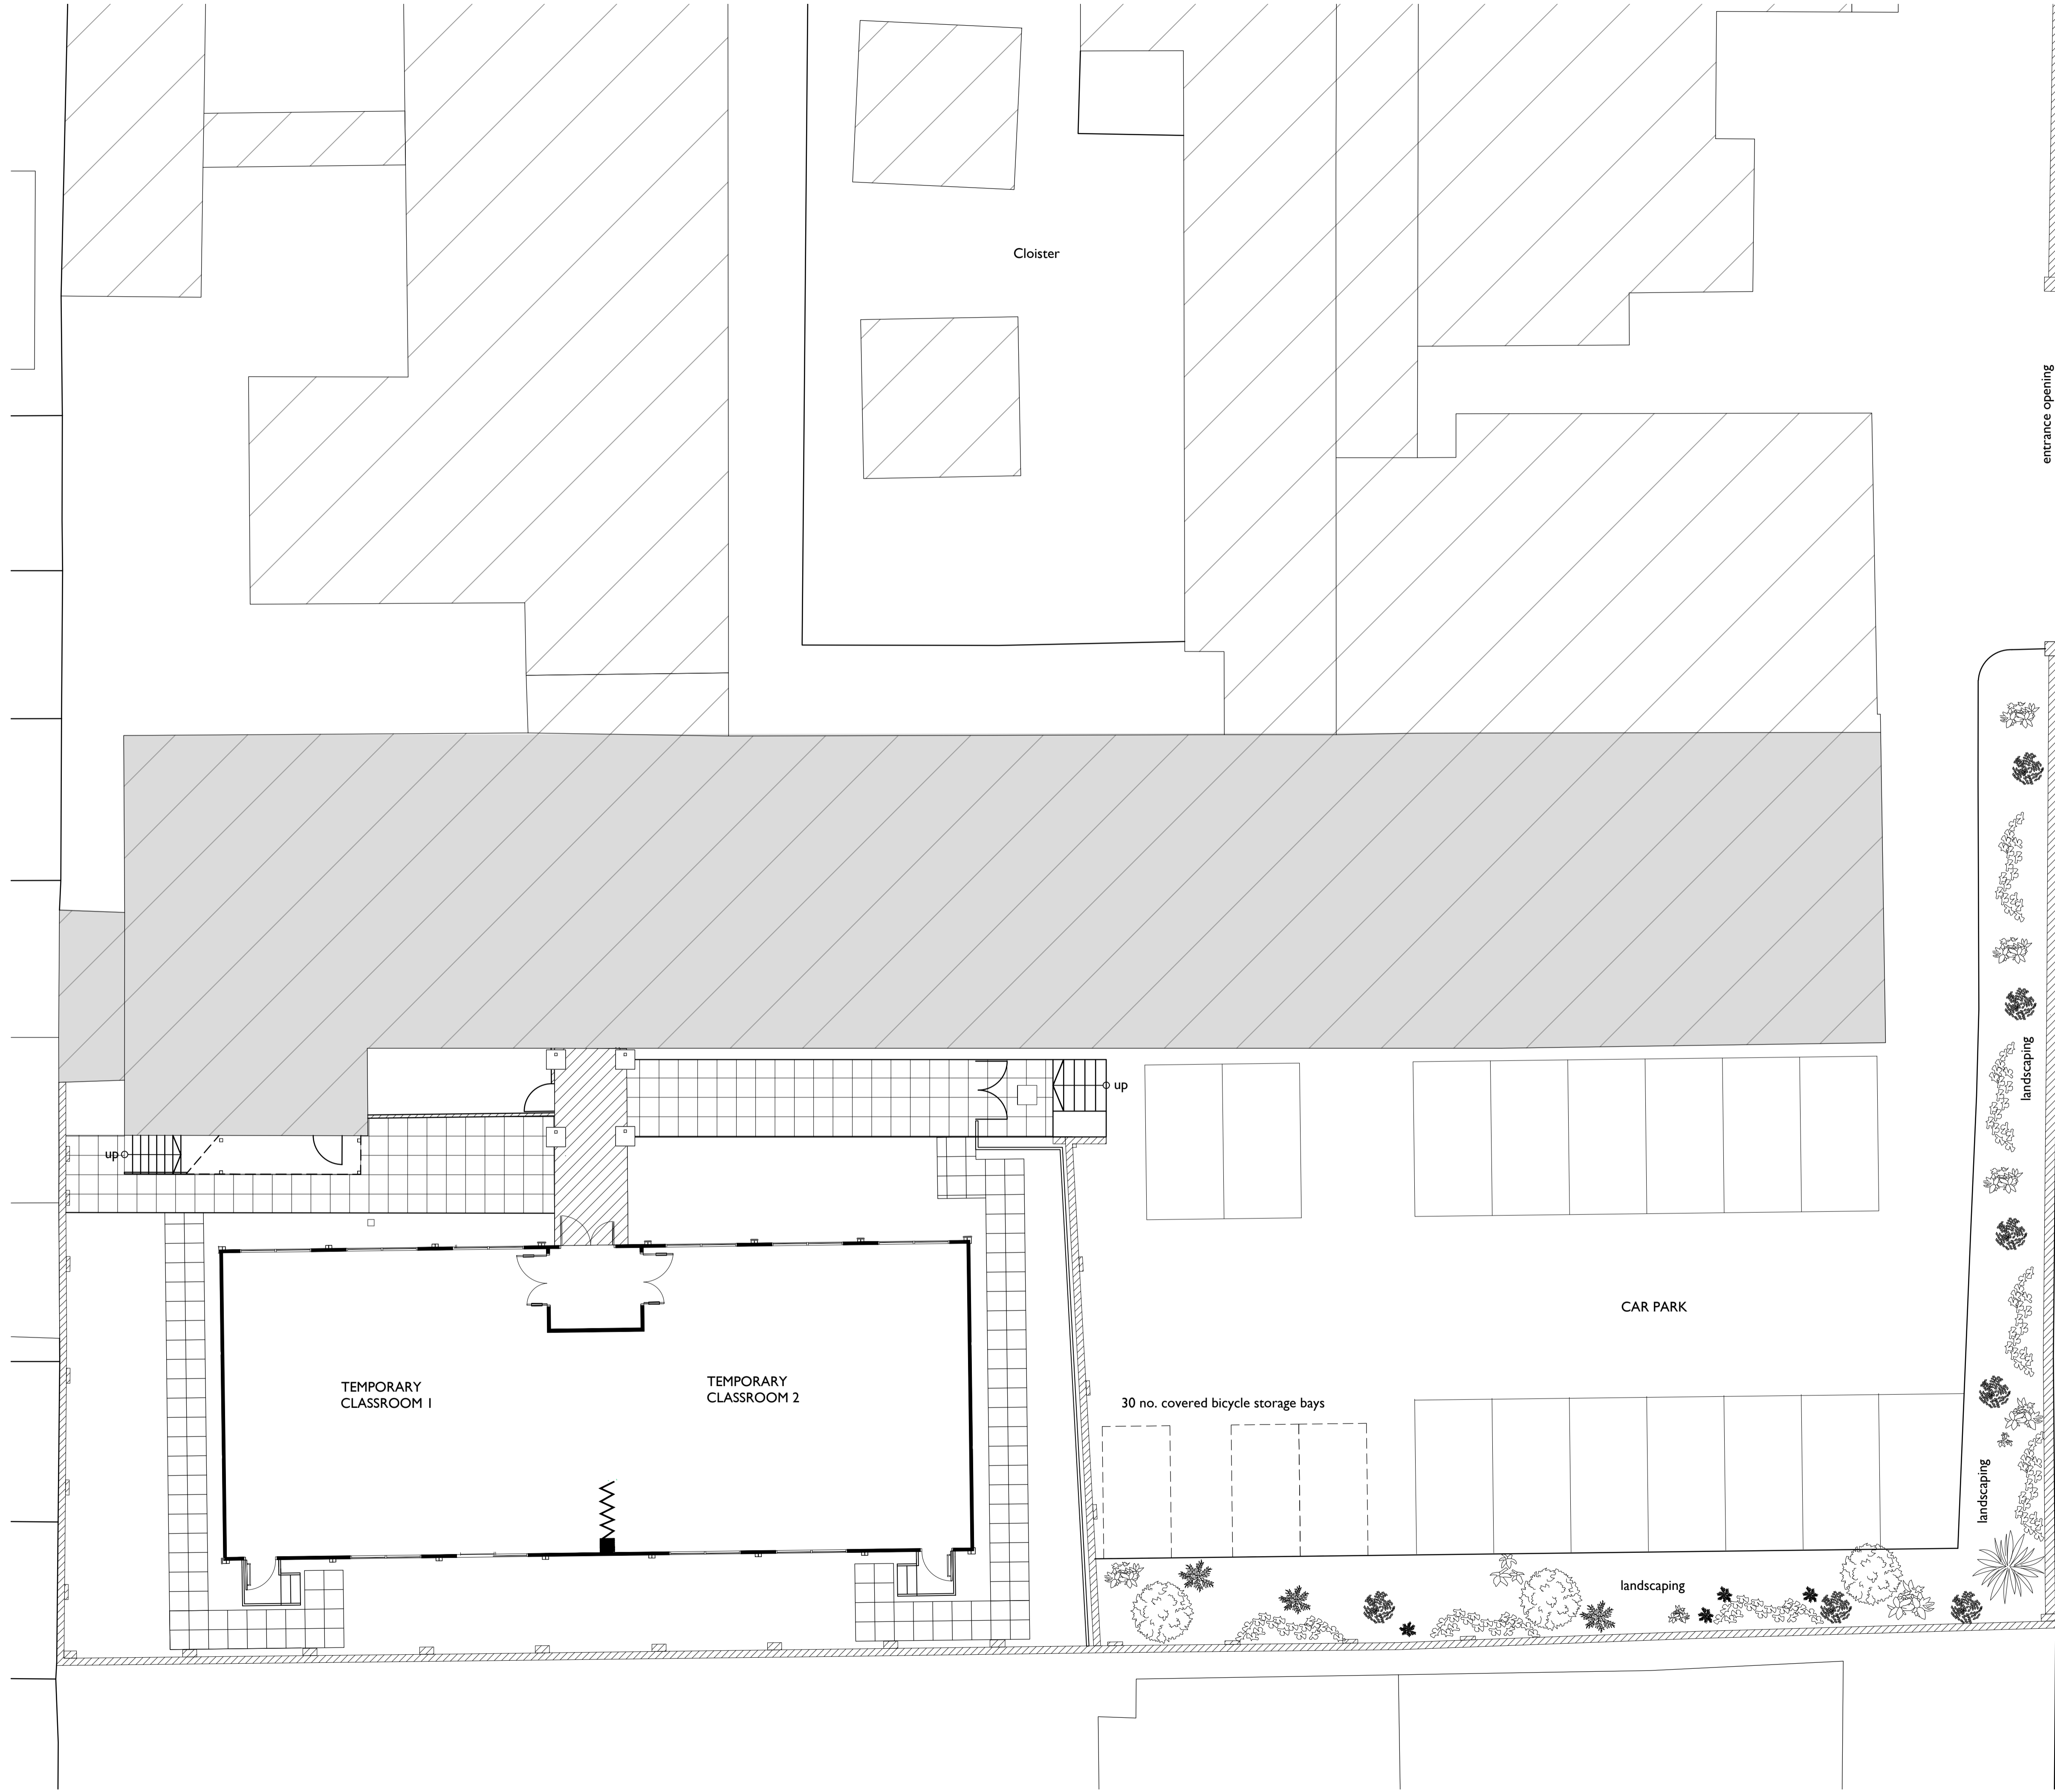 Cloister
entrance opening
landscaping
up
up
CAR PARK
TEMPORARY
CLASSROOM 1
TEMPORARY
CLASSROOM 2
30 no. covered bicycle storage bays
landscaping
landscaping